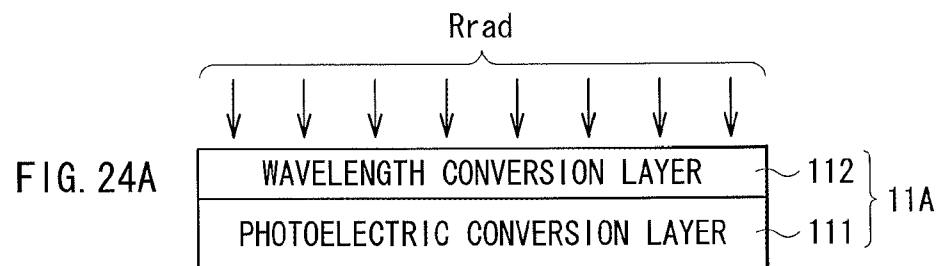 Rrad
FIG. 24A
WAVELENGTH CONVERSION LAYER
112
PHOTOELECTRIC CONVERSION LAYER
111
11A